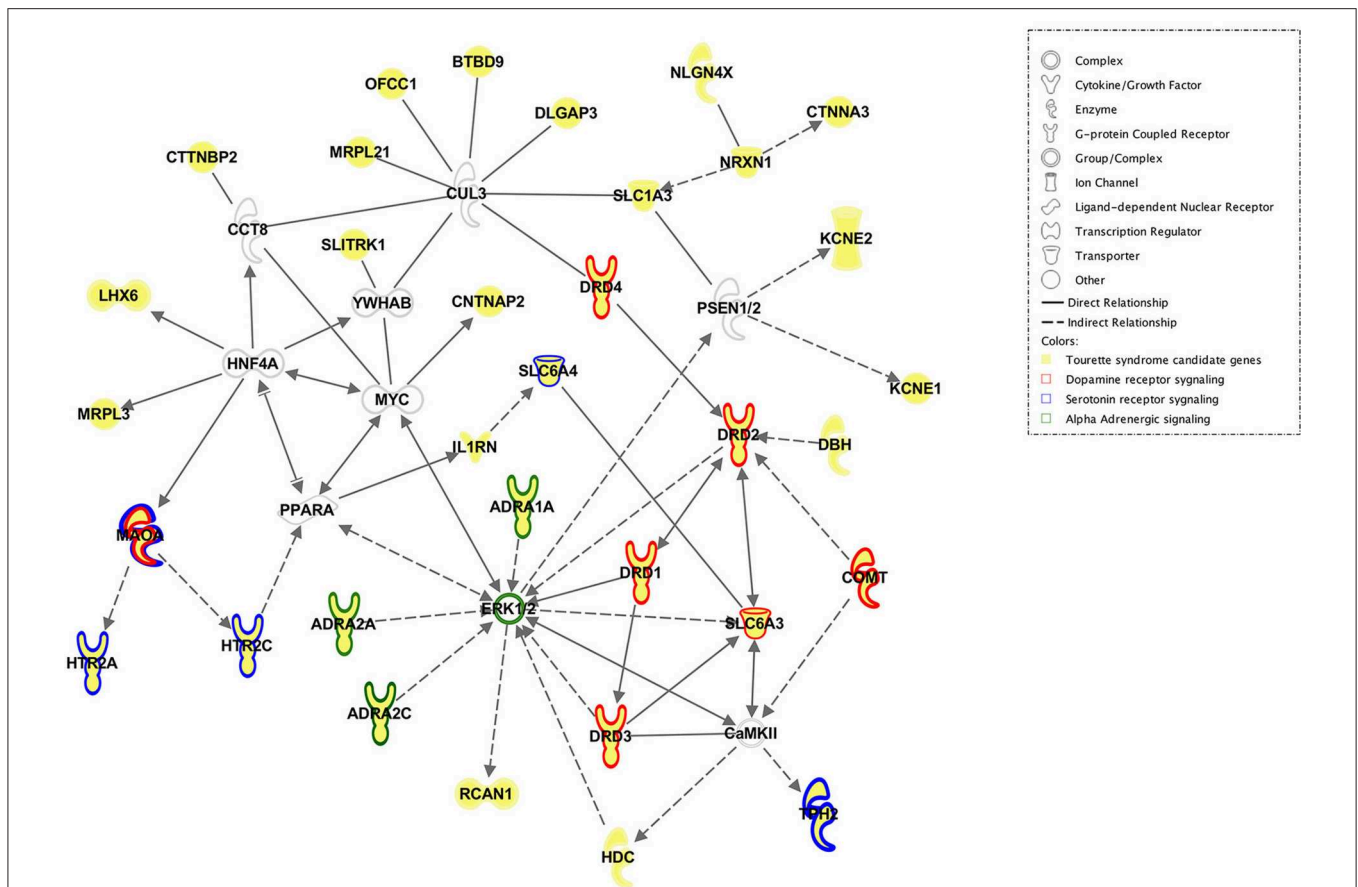 BTBD9
NLGN4X
OFCC1
DLGAP3
CTNNA3
MRPL21
CTTNBP2
NRXN1
CUL3
SLC1A3
CCT8
SLITRK1
KCNE2
DRD4
LHX6
YWHAB
CNTNAP2
PSEN1/2
HNF4A
SLC6A4
MYC
KCNE1
MRPL3
DRD2
DBH
IL1RN
ADRA1A
PPARA
MAOA
DRD1
COMT
ERK1/2
ADRA2A
SLC6A3
HTR2C
HTR2A
ADRA2C
DRD3
CaMKII
RCAN1
TPH2
HDC
Complex
Cytokine/Growth Factor
Enzyme
G-protein Coupled Receptor
Group/Complex
Ion Channel
Ligand-dependent Nuclear Receptor
Transcription Regulator
Transporter
Other
Direct Relationship
Indirect Relationship
Colors:
Tourette syndrome candidate genes
Dopamine receptor sygnaling
Serotonin receptor sygnaling
Alpha Adrenergic signaling